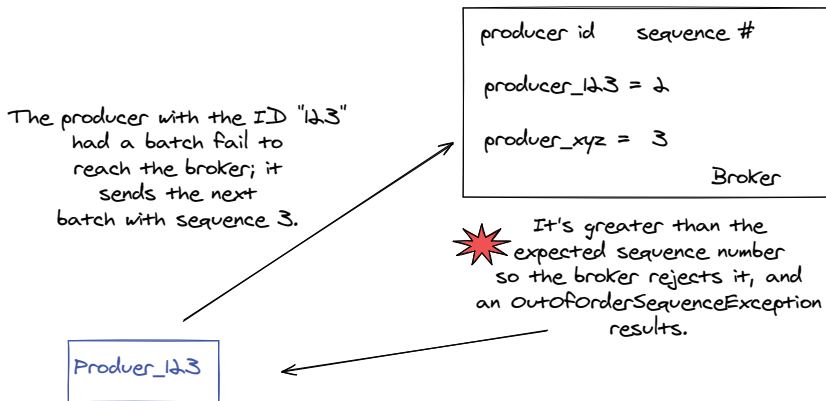 producer id sequence #
producer_123 = 2
produer_xyz = 3
Broker
The producer with the ID "123"
had a batch fail to
reach the broker; it
sends the next
batch with sequence 3.
It's greater than the
expected sequence number
so the broker rejects it, and
an OutOfOrderSequenceException
results.
Produer_123